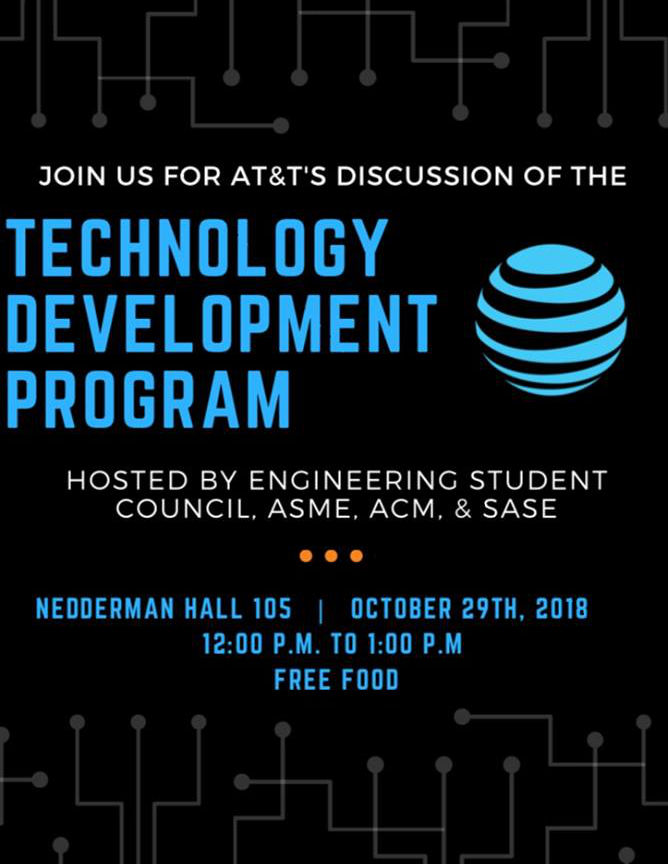 JOIN US FOR AT&T'S DISCUSSION OF THE
TECHNOLOGY
DEVELOPMENT
PROGRAM
HOSTED BY ENGINEERING STUDENT
COUNCIL, ASME, ACM, & SASE
NEDDERMAN HALL 105 | OCTOBER 29TH, 2018
12:00 P.M. TO 1:00 P.M
FREE FOOD